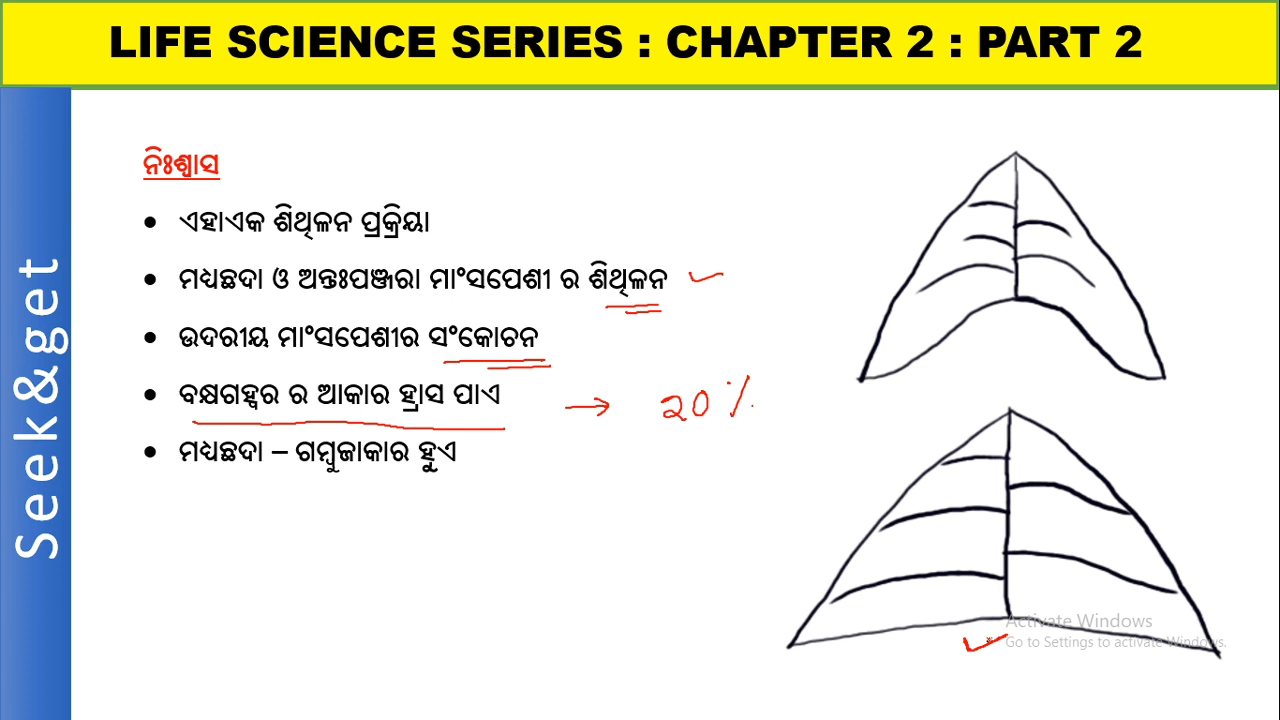 LIFE SCIENCE SERIES : CHAPTER 2 : PART 2
Seek&get
ନିଃଶ୍ୱାସ
• ଏହାଏକ ଶିଥିଳନ ପ୍ରକ୍ରିୟା
• ମଧ୍ୟଛଦା ଓ ଅନ୍ତଃପଞ୍ଜରା ମାଂସପେଶୀ ର ଶିଥିଳନ
• ଉଦରୀୟ ମାଂସପେଶୀର ସଂକୋଚନ
• ବକ୍ଷଗହ୍ୱର ର ଆକାର ହ୍ରାସ ପାଏ → 20 %
• ମଧ୍ୟଛଦା – ଗମ୍ବୁଜାକାର ହୁଏ
Activate Windows
Go to Settings to activate Windows.